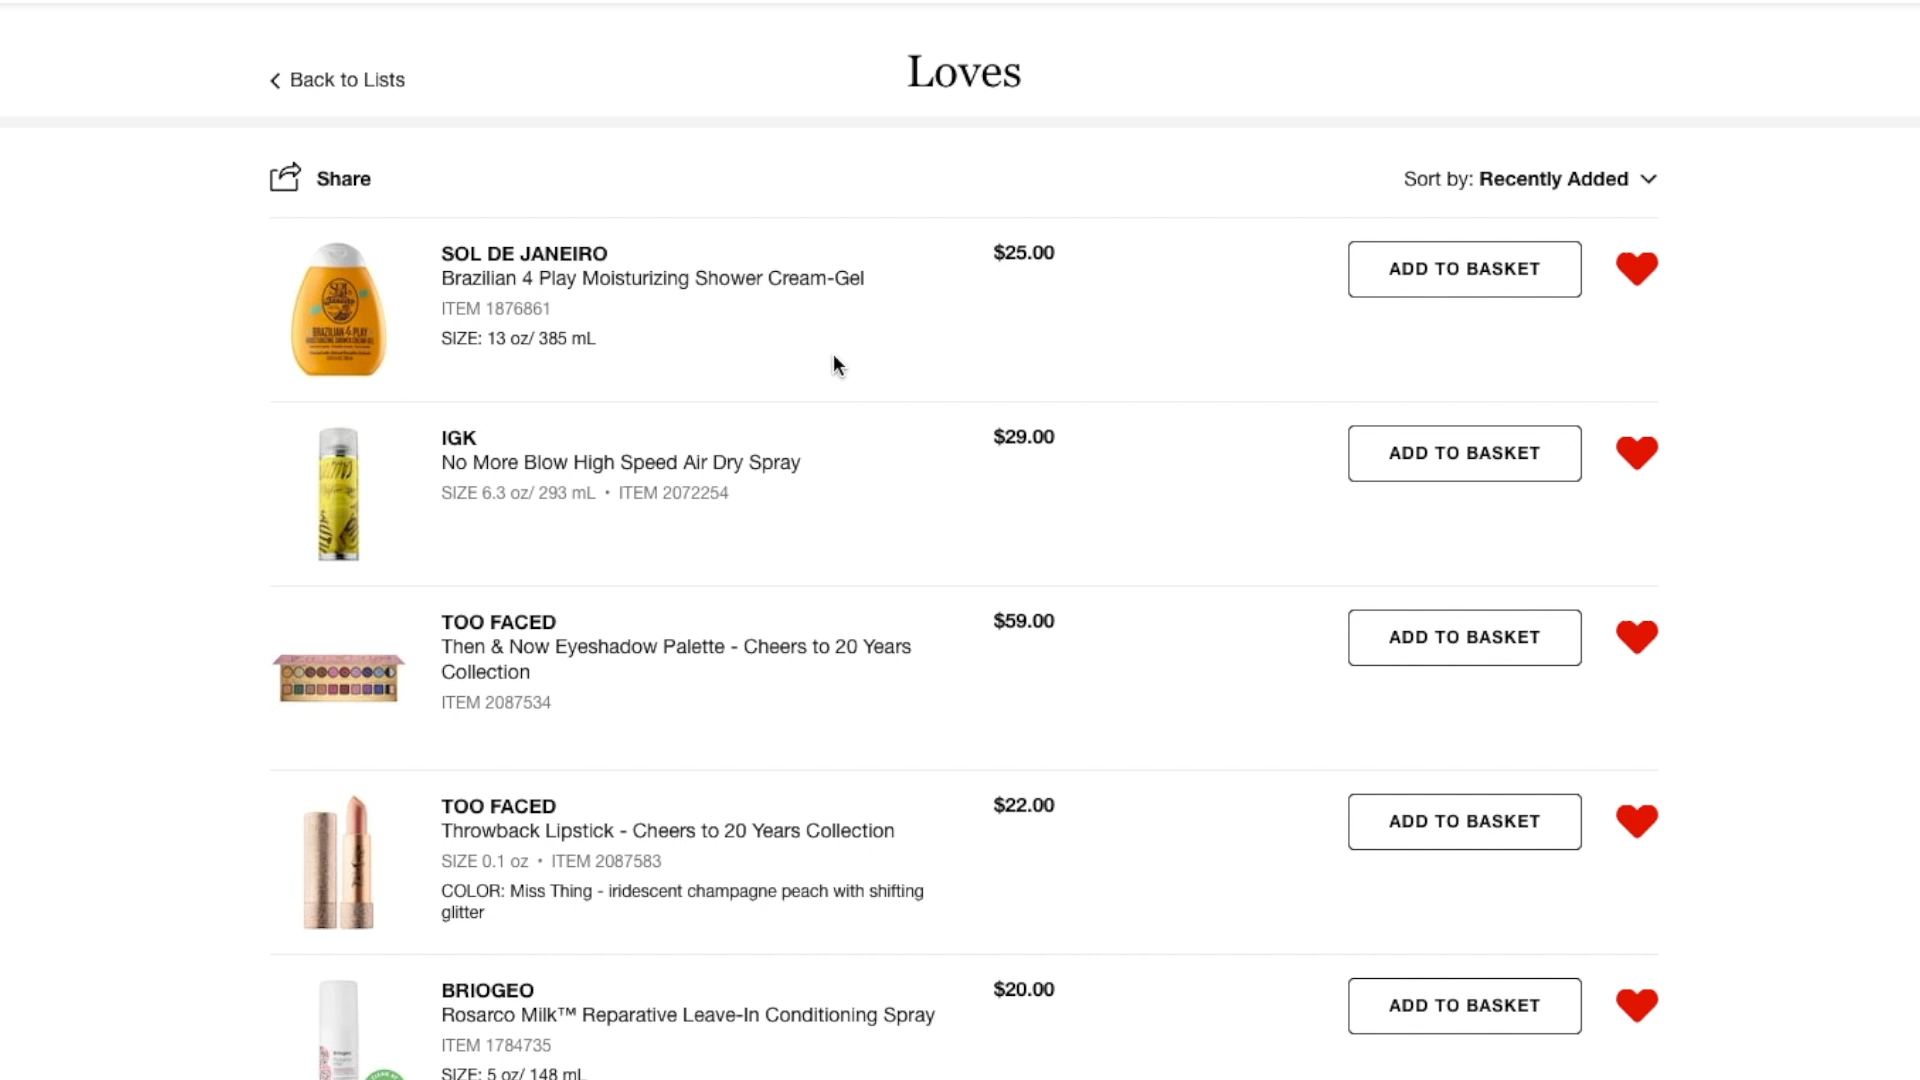 Back to Lists
Loves
Share
Sort by: Recently Added
SOL DE JANEIRO
Brazilian 4 Play Moisturizing Shower Cream-Gel
ITEM 1876861
SIZE: 13 oz/ 385 mL
$25.00
ADD TO BASKET
IGK
No More Blow High Speed Air Dry Spray
SIZE 6.3 oz/ 293 mL • ITEM 2072254
$29.00
ADD TO BASKET
TOO FACED
Then & Now Eyeshadow Palette - Cheers to 20 Years
Collection
ITEM 2087534
$59.00
ADD TO BASKET
TOO FACED
Throwback Lipstick - Cheers to 20 Years Collection
SIZE 0.1 oz • ITEM 2087583
COLOR: Miss Thing - iridescent champagne peach with shifting
glitter
$22.00
ADD TO BASKET
BRIOGEO
Rosarco Milk™ Reparative Leave-In Conditioning Spray
ITEM 1784735
SIZE: 5 oz/ 148 mL
$20.00
ADD TO BASKET